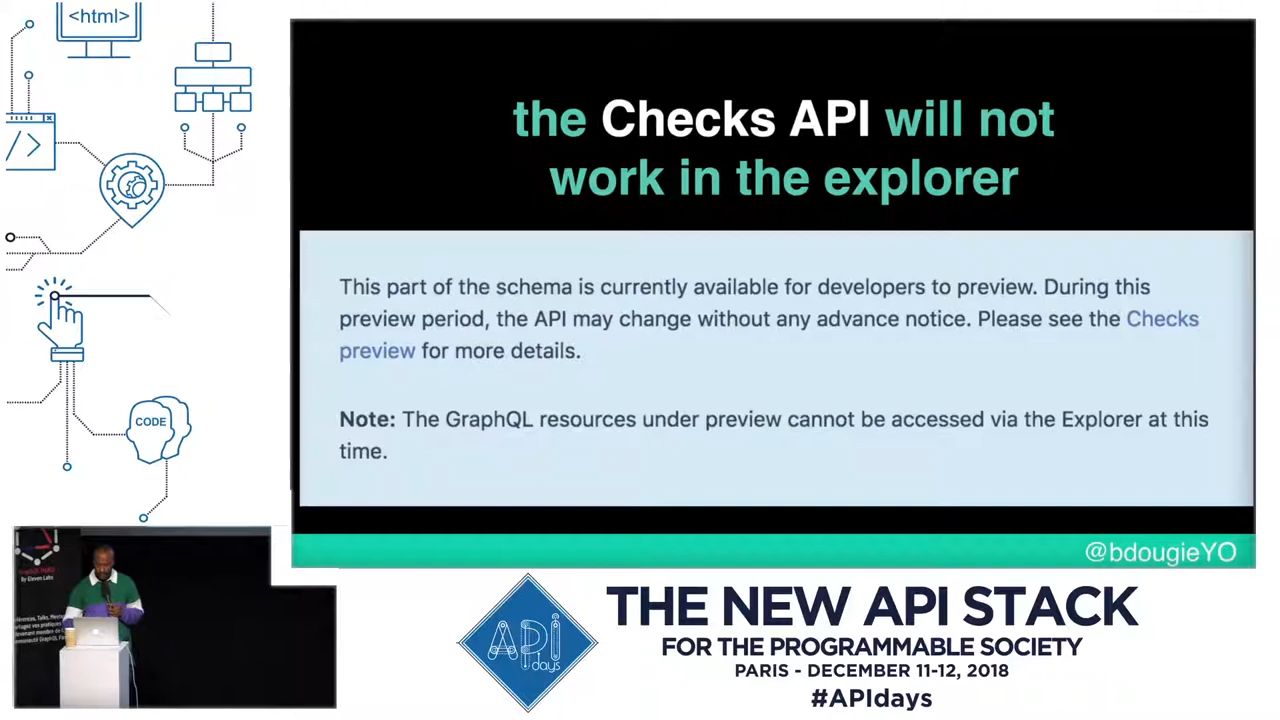 <html>
</>
CODE
the Checks API will not
work in the explorer
This part of the schema is currently available for developers to preview. During this
preview period, the API may change without any advance notice. Please see the Checks
preview for more details.
Note: The GraphQL resources under preview cannot be accessed via the Explorer at this
time.
@bdougieYO
By Eleven Labs
APi
days
THE NEW API STACK
FOR THE PROGRAMMABLE SOCIETY
PARIS - DECEMBER 11-12, 2018
#APIdays